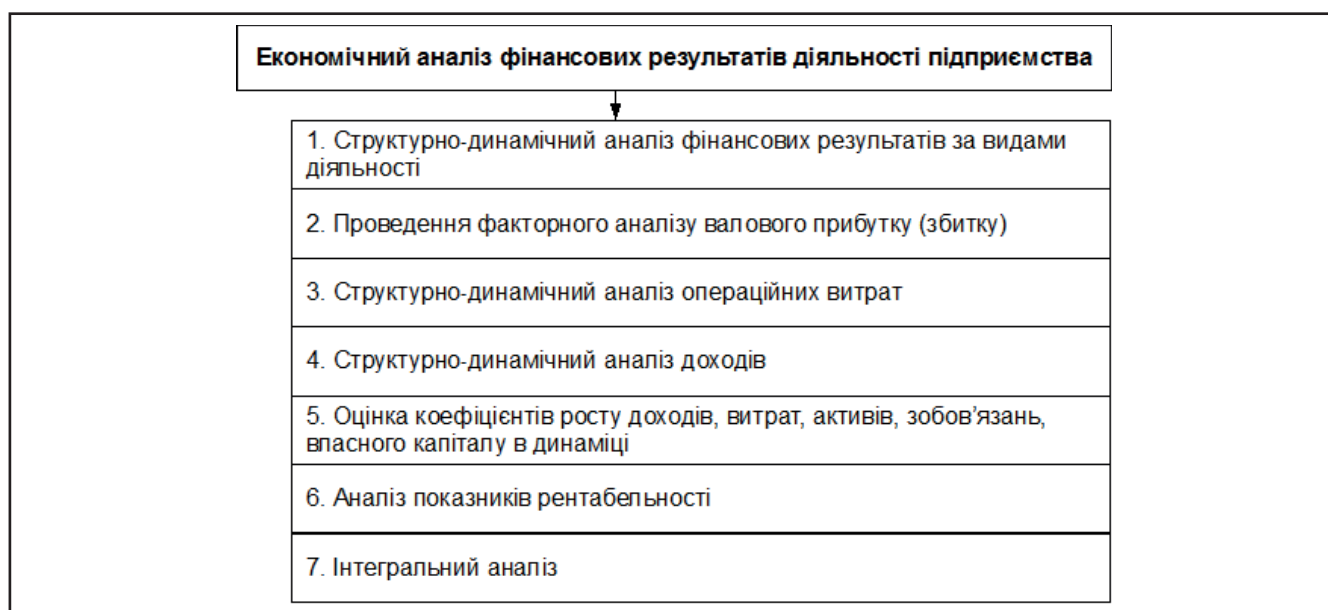 Економічний аналіз фінансових результатів діяльності підприємства
1. Структурно-динамічний аналіз фінансових результатів за видами
діяльності
2. Проведення факторного аналізу валового прибутку (збитку)
3. Структурно-динамічний аналіз операційних витрат
4. Структурно-динамічний аналіз доходів
5. Оцінка коефіцієнтів росту доходів, витрат, активів, зобов’язань,
власного капіталу в динаміці
6. Аналіз показників рентабельності
7. Інтегральний аналіз